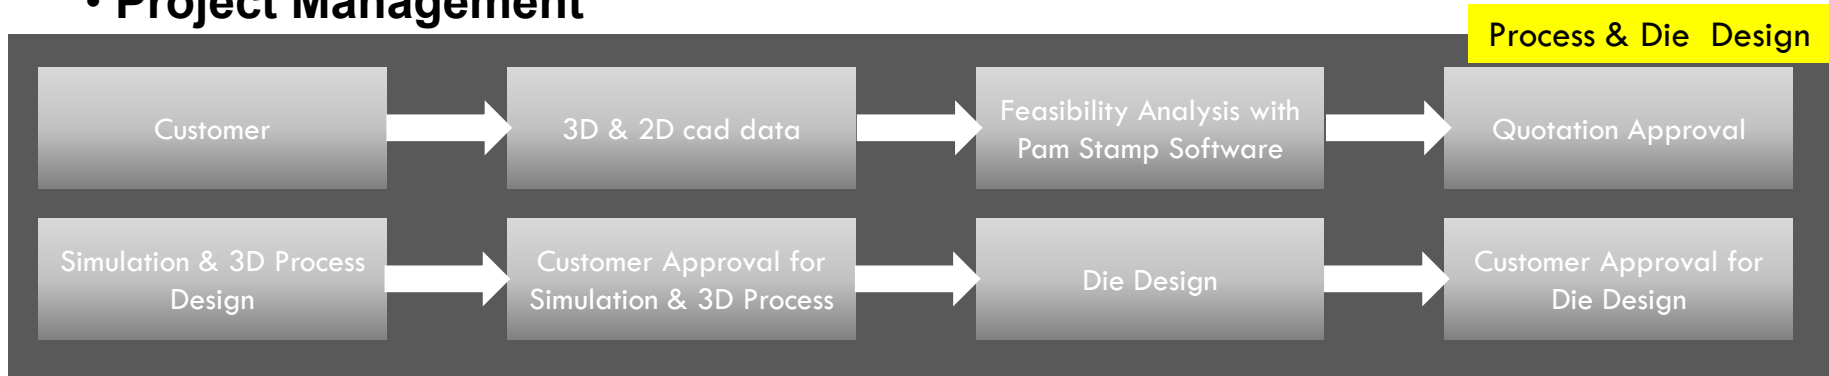 • Project Management
Process & Die Design
Customer
3D & 2D cad data
Feasibility Analysis with
Pam Stamp Software
Quotation Approval
Simulation & 3D Process
Design
Customer Approval for
Simulation & 3D Process
Die Design
Customer Approval for
Die Design